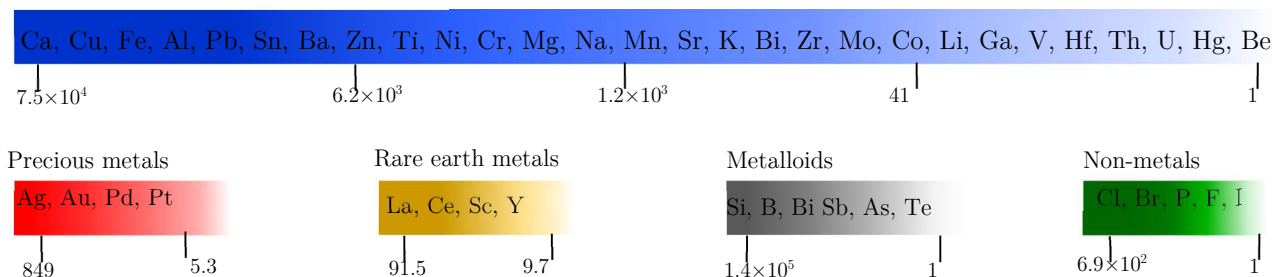 Ca, Cu, Fe, Al, Pb, Sn, Ba, Zn, Ti, Ni, Cr, Mg, Na, Mn, Sr, K, Bi, Zr, Mo, Co, Li, Ga, V, Hf, Th, U, Hg, Be
7.5×10⁴ 6.2×10³ 1.2×10³ 41 1
Precious metals
Ag, Au, Pd, Pt
849 5.3
Rare earth metals
La, Ce, Sc, Y
91.5 9.7
Metalloids
Si, B, Bi Sb, As, Te
1.4×10⁵ 1
Non-metals
Cl, Br, P, F, I
6.9×10² 1